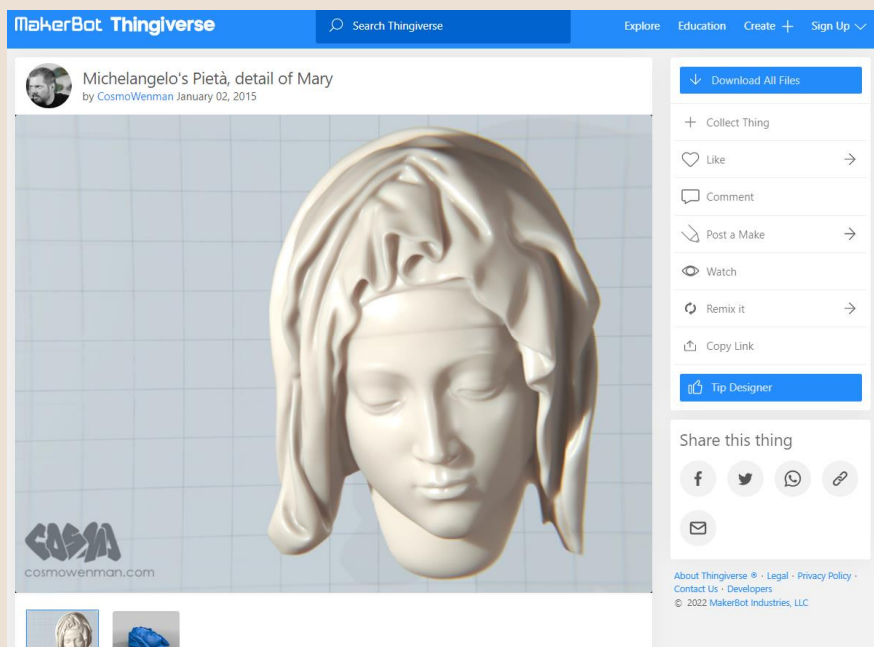 MakerBot Thingiverse
Search Thingiverse
Explore
Education
Create
Sign Up
Michelangelo's Pietà, detail of Mary
by CosmoWenman January 02, 2015
COSMO
cosmowenman.com
Download All Files
Collect Thing
Like
Comment
Post a Make
Watch
Remix it
Copy Link
Tip Designer
Share this thing
About Thingiverse ® · Legal · Privacy Policy ·
Contact Us · Developers
© 2022 MakerBot Industries, LLC